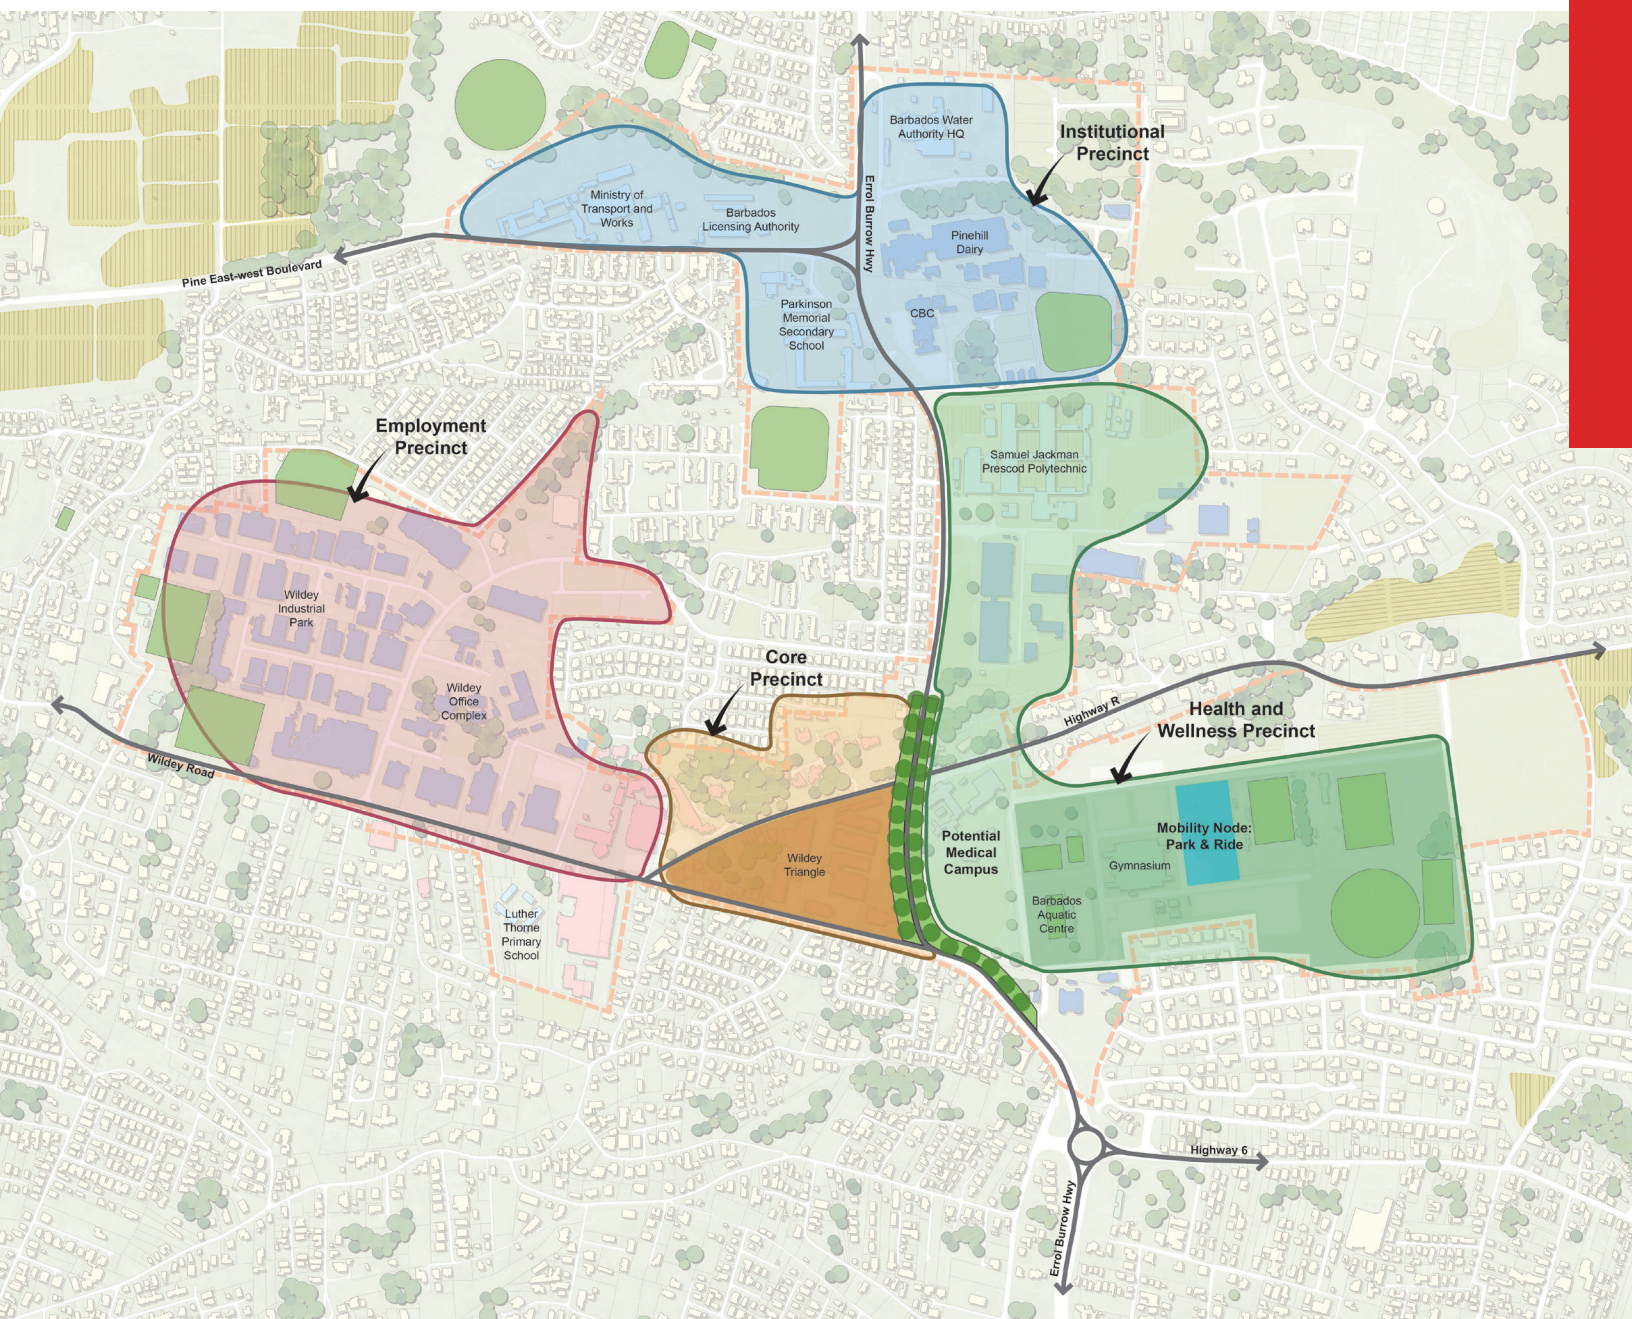 Barbados Water
Authority HQ
Institutional
Precinct
Ministry of
Transport and
Works
Barbados
Licensing Authority
Errol Burrow Hwy
Pinehill
Dairy
Pine East-west Boulevard
Parkinson
Memorial
Secondary
School
CBC
Employment
Precinct
Samuel Jackman
Prescod Polytechnic
Wildey
Industrial
Park
Core
Precinct
Wildey
Office
Complex
Highway R
Health and
Wellness Precinct
Wildey Road
Potential
Medical
Campus
Mobility Node:
Park & Ride
Gymnasium
Wildey
Triangle
Barbados
Aquatic
Centre
Luther
Thorne
Primary
School
Highway 6
Errol Burrow Hwy